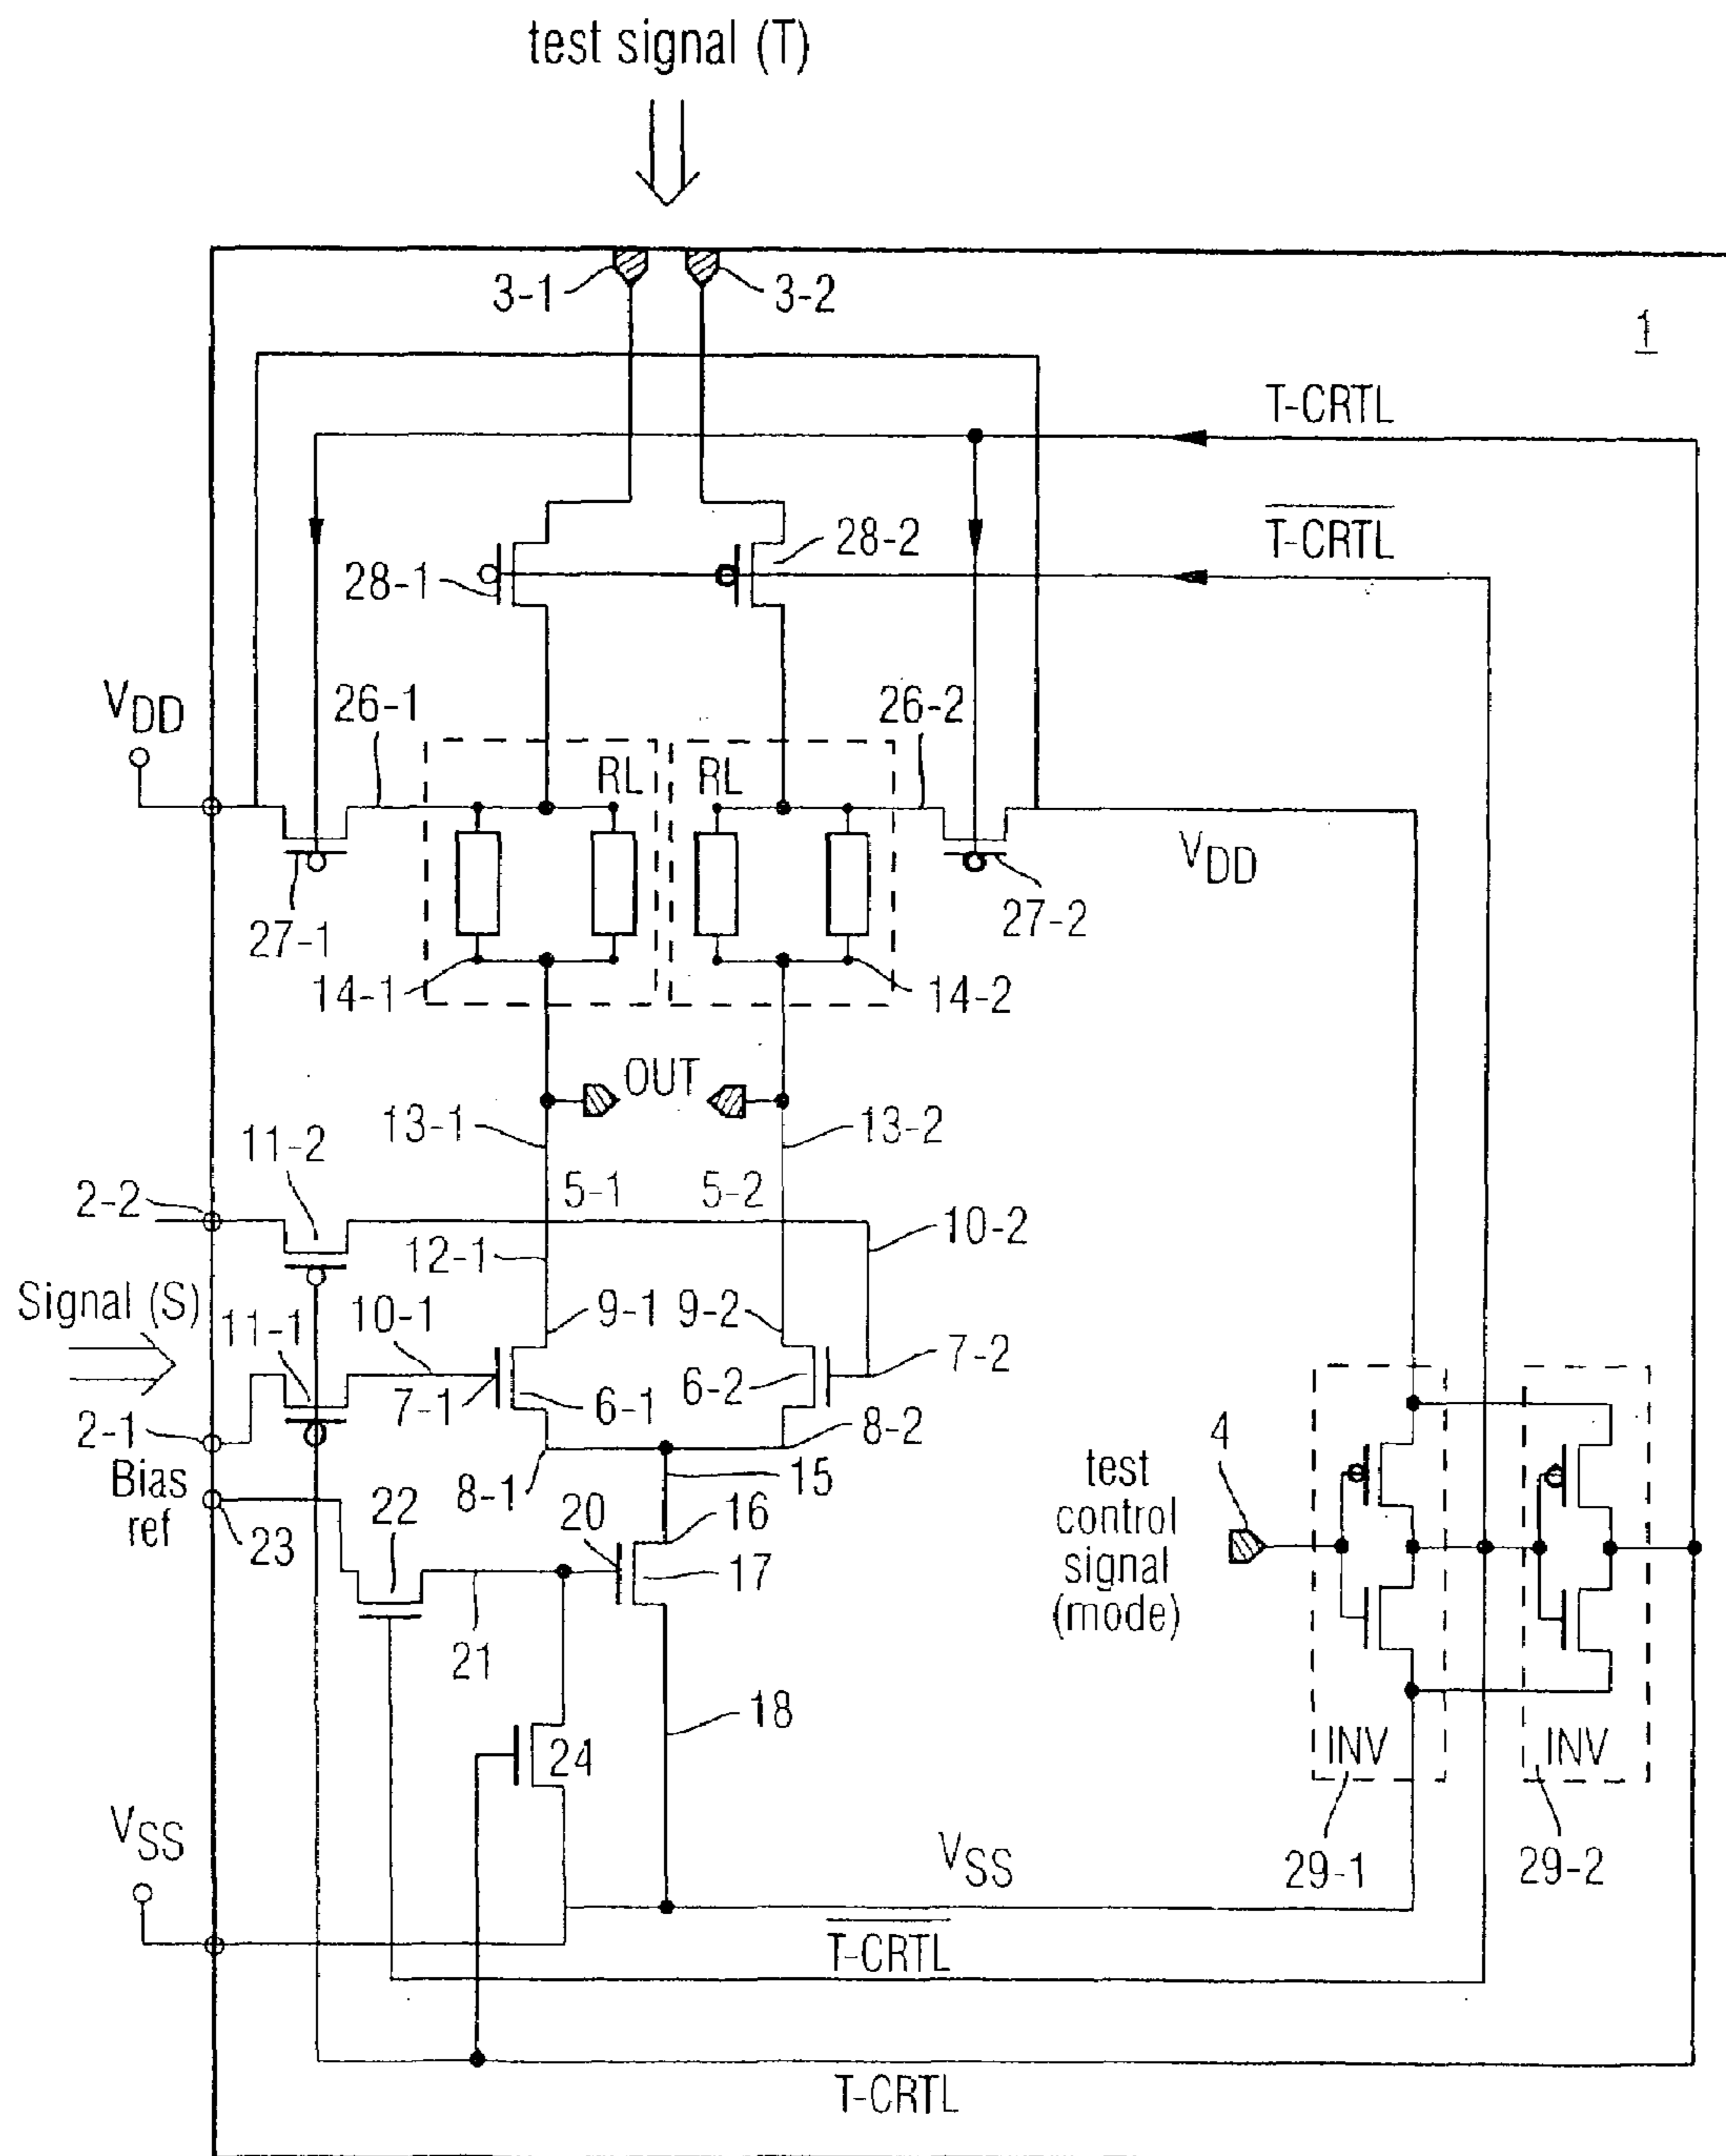 test signal (T)
3-1
3-2
1
T-CRTL
T-CRTL
28-2
28-1
VDD
26-1
26-2
RL
RL
VDD
27-1
27-2
14-1
14-2
OUT
13-1
13-2
11-2
2-2
5-1
5-2
10-2
12-1
Signal (S)
11-1
10-1
9-1
9-2
7-2
7-1
6-1
6-2
2-1
8-2
4
Bias
ref
8-1
15
test
control
signal
(mode)
22
20
16
23
17
21
18
24
INV
INV
VSS
VSS
29-1
29-2
T-CRTL
T-CRTL